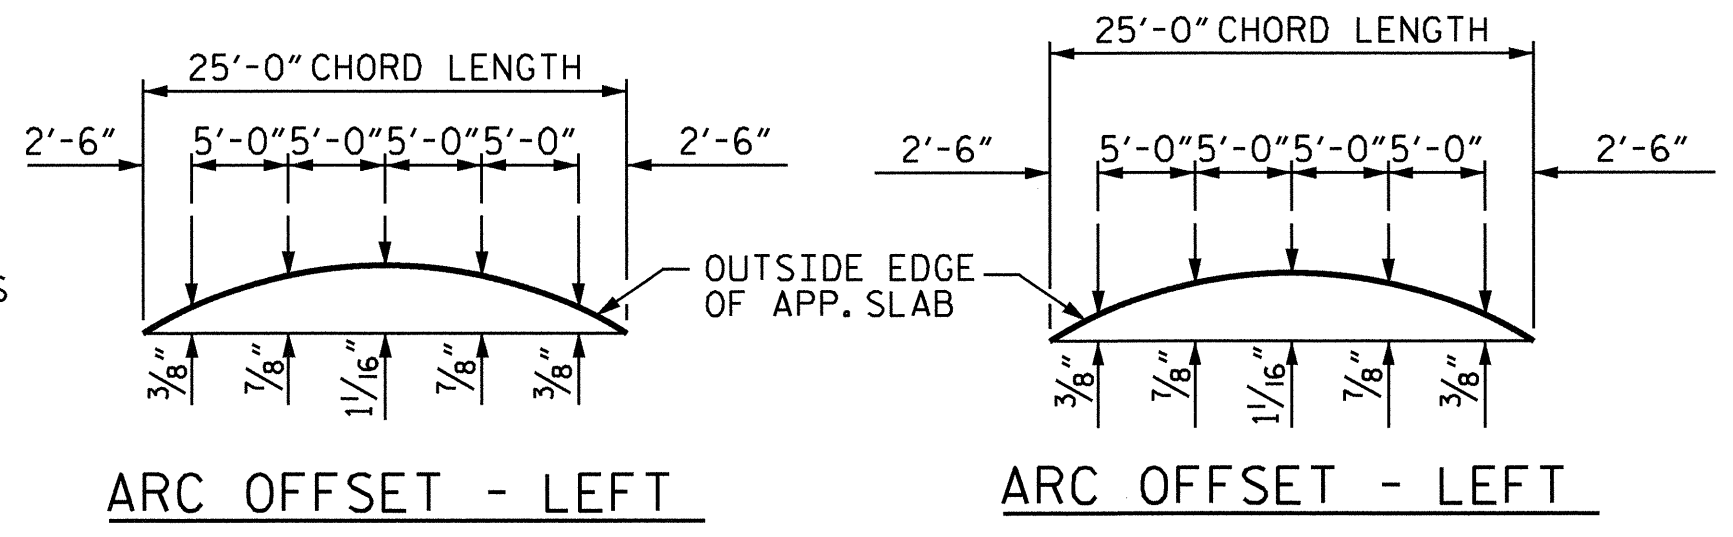 25'-0" CHORD LENGTH
2'-6" 5'-0" 5'-0" 5'-0" 5'-0" 2'-6"
3/8" 7/8" 1 1/16" 7/8" 3/8"
ARC OFFSET - LEFT
S
OUTSIDE EDGE
OF APP. SLAB
25'-0" CHORD LENGTH
2'-6" 5'-0" 5'-0" 5'-0" 5'-0" 2'-6"
3/8" 7/8" 1 1/16" 7/8" 3/8"
ARC OFFSET - LEFT